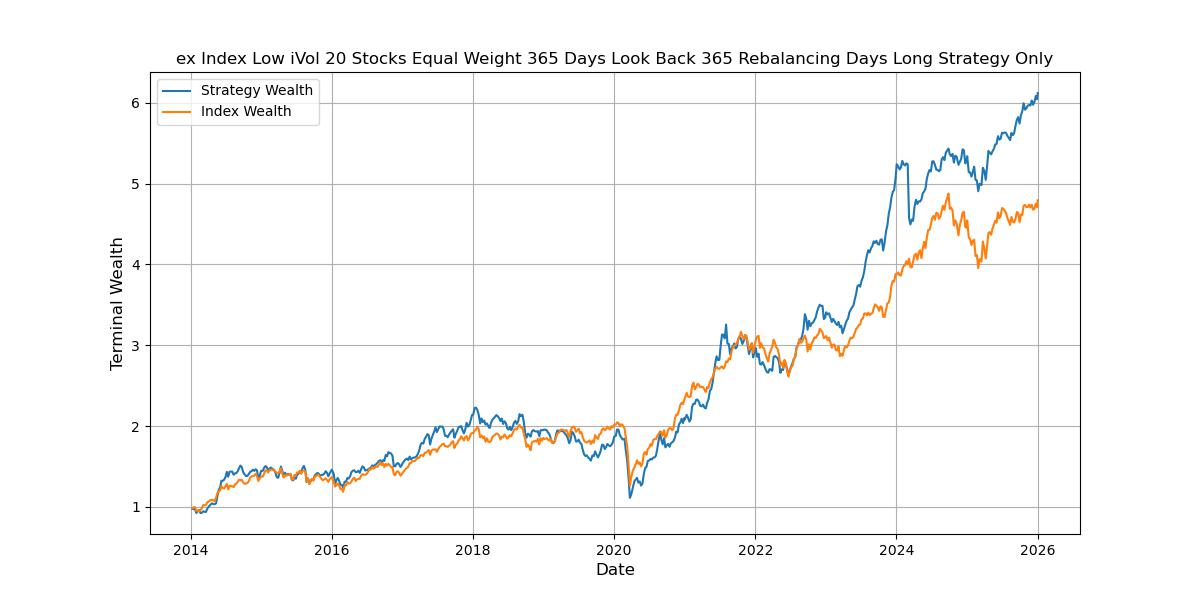 ex Index Low iVol 20 Stocks Equal Weight 365 Days Look Back 365 Rebalancing Days Long Strategy Only
Strategy Wealth
Index Wealth
Terminal Wealth
6
5
4
3
2
1
2014
2016
2018
2020
2022
2024
2026
Date